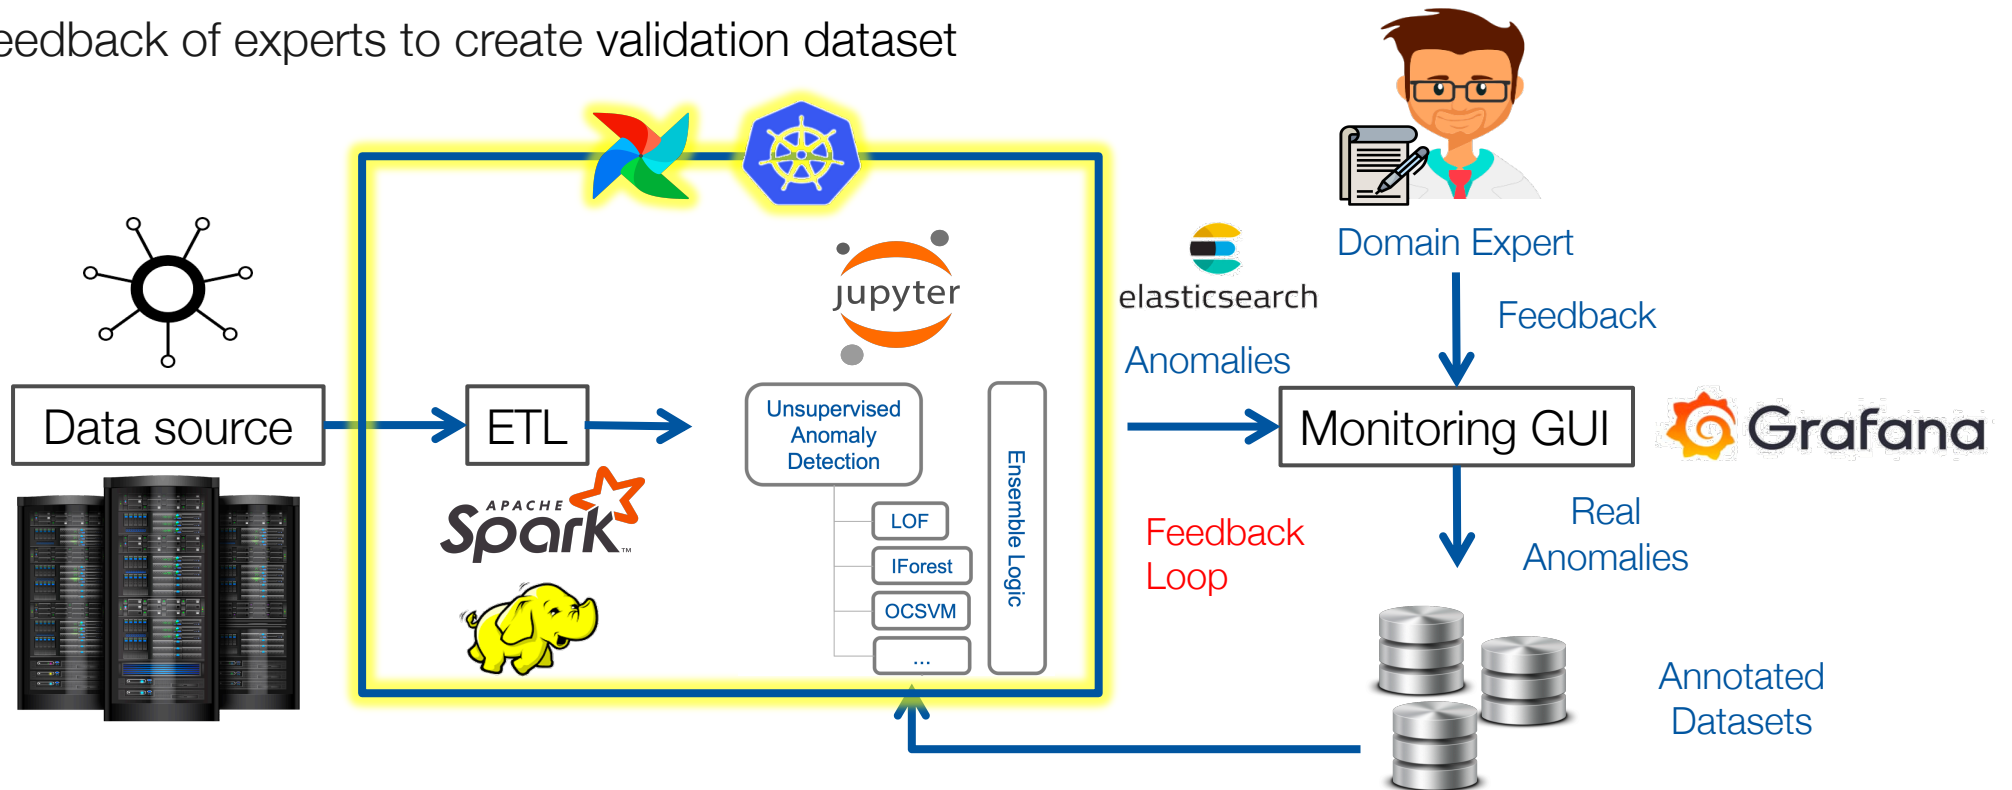 eedback of experts to create validation dataset
jupyter
elasticsearch
Domain Expert
Feedback
Anomalies
Data source
ETL
Unsupervised
Anomaly
Detection
Ensemble Logic
Monitoring GUI
Grafana
APACHE
Spark
TM
LOF
IForest
OCSVM
...
Feedback
Loop
Real
Anomalies
Annotated
Datasets